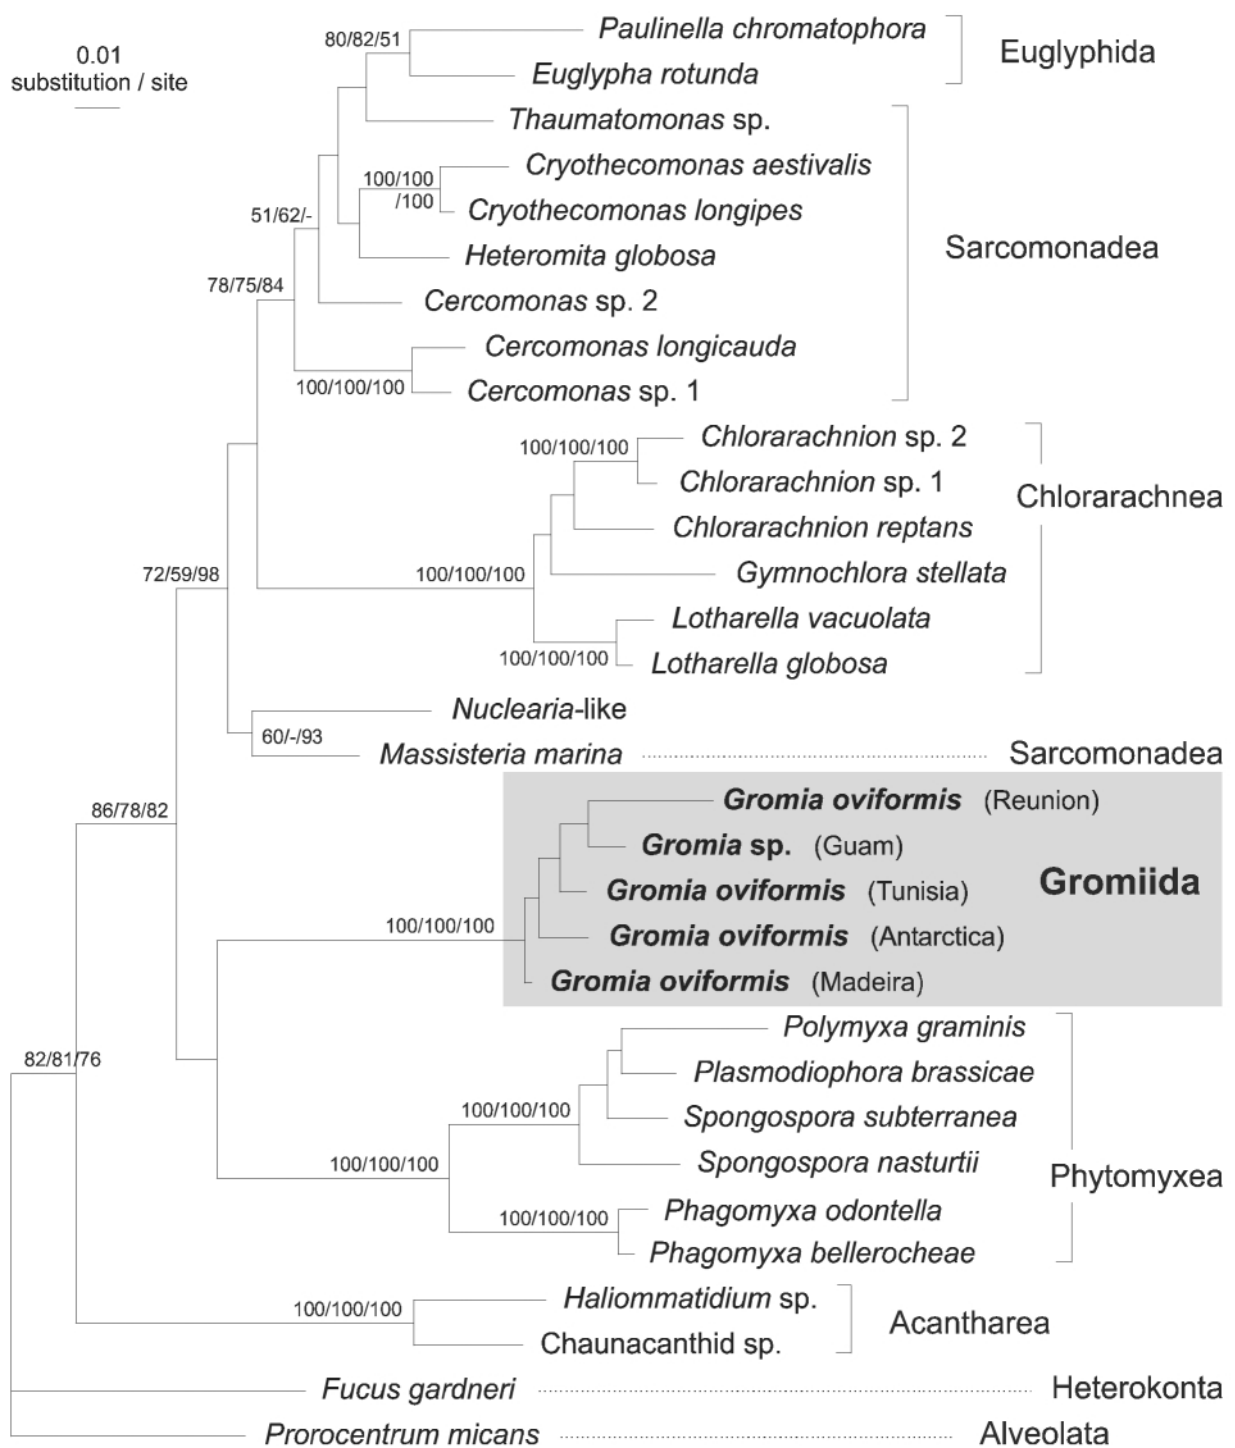 80/82/51
Paulinella chromatophora
0.01
substitution / site
Euglyphida
Euglypha rotunda
Thaumatomonas sp.
Cryothecomonas aestivalis
100/100
/100
Cryothecomonas longipes
51/62/-
Sarcomonadea
Heteromita globosa
78/75/84
Cercomonas sp. 2
Cercomonas longicauda
100/100/100
Cercomonas sp. 1
100/100/100
Chlorarachnion sp. 2
Chlorarachnion sp. 1
Chlorarachnea
Chlorarachnion reptans
72/59/98
100/100/100
Gymnochlora stellata
Lotharella vacuolata
100/100/100
Lotharella globosa
Nuclearia-like
60/-/93
Massisteria marina
Sarcomonadea
86/78/82
Gromia oviformis (Reunion)
Gromia sp. (Guam)
Gromiida
Gromia oviformis (Tunisia)
100/100/100
Gromia oviformis (Antarctica)
Gromia oviformis (Madeira)
Polymyxa graminis
82/81/76
Plasmodiophora brassicae
100/100/100
Spongospora subterranea
100/100/100
Spongospora nasturtii
Phytomyxea
100/100/100
Phagomyxa odontella
Phagomyxa bellerocheae
100/100/100
Haliommatidium sp.
Acantharea
Chaunacanthid sp.
Fucus gardneri
Heterokonta
Prorocentrum micans
Alveolata